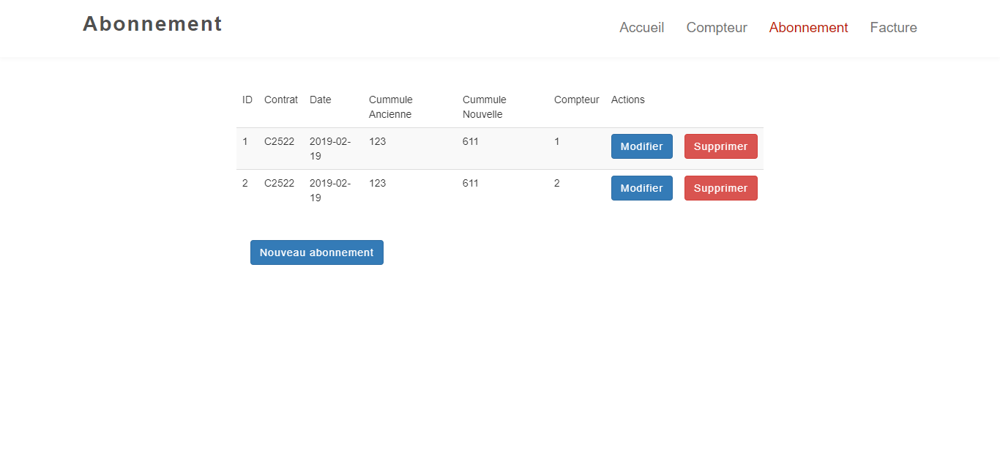 Abonnement
Accueil Compteur Abonnement Facture
ID Contrat Date Cummule Ancienne Cummule Nouvelle Compteur Actions
1 C2522 2019-02-19 123 611 1 Modifier Supprimer
2 C2522 2019-02-19 123 611 2 Modifier Supprimer
Nouveau abonnement